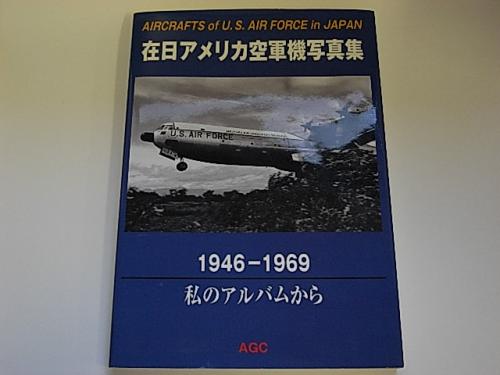 AIRCRAFTS of U.S. AIR FORCE in JAPAN
在日アメリカ空軍機写真集
U.S. AIR FORCE
1946-1969
私のアルバムから
AGC